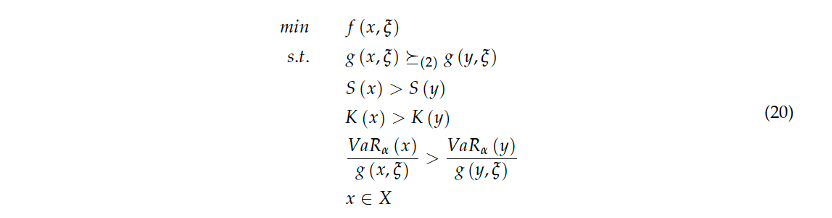 min f (x, ξ)
s.t. g (x, ξ) ⪰(2) g (y, ξ)
S (x) > S (y)
K (x) > K (y)
VaRα (x) / g (x, ξ) > VaRα (y) / g (y, ξ)
x ∈ X
(20)